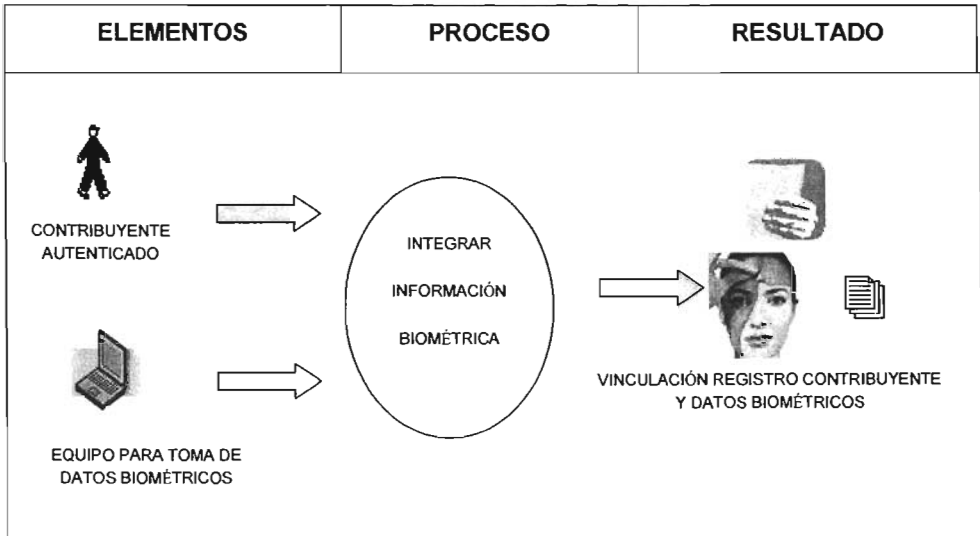 ELEMENTOS
PROCESO
RESULTADO
CONTRIBUYENTE
AUTENTICADO
EQUIPO PARA TOMA DE
DATOS BIOMÉTRICOS
INTEGRAR
INFORMACIÓN
BIOMÉTRICA
VINCULACIÓN REGISTRO CONTRIBUYENTE
Y DATOS BIOMÉTRICOS